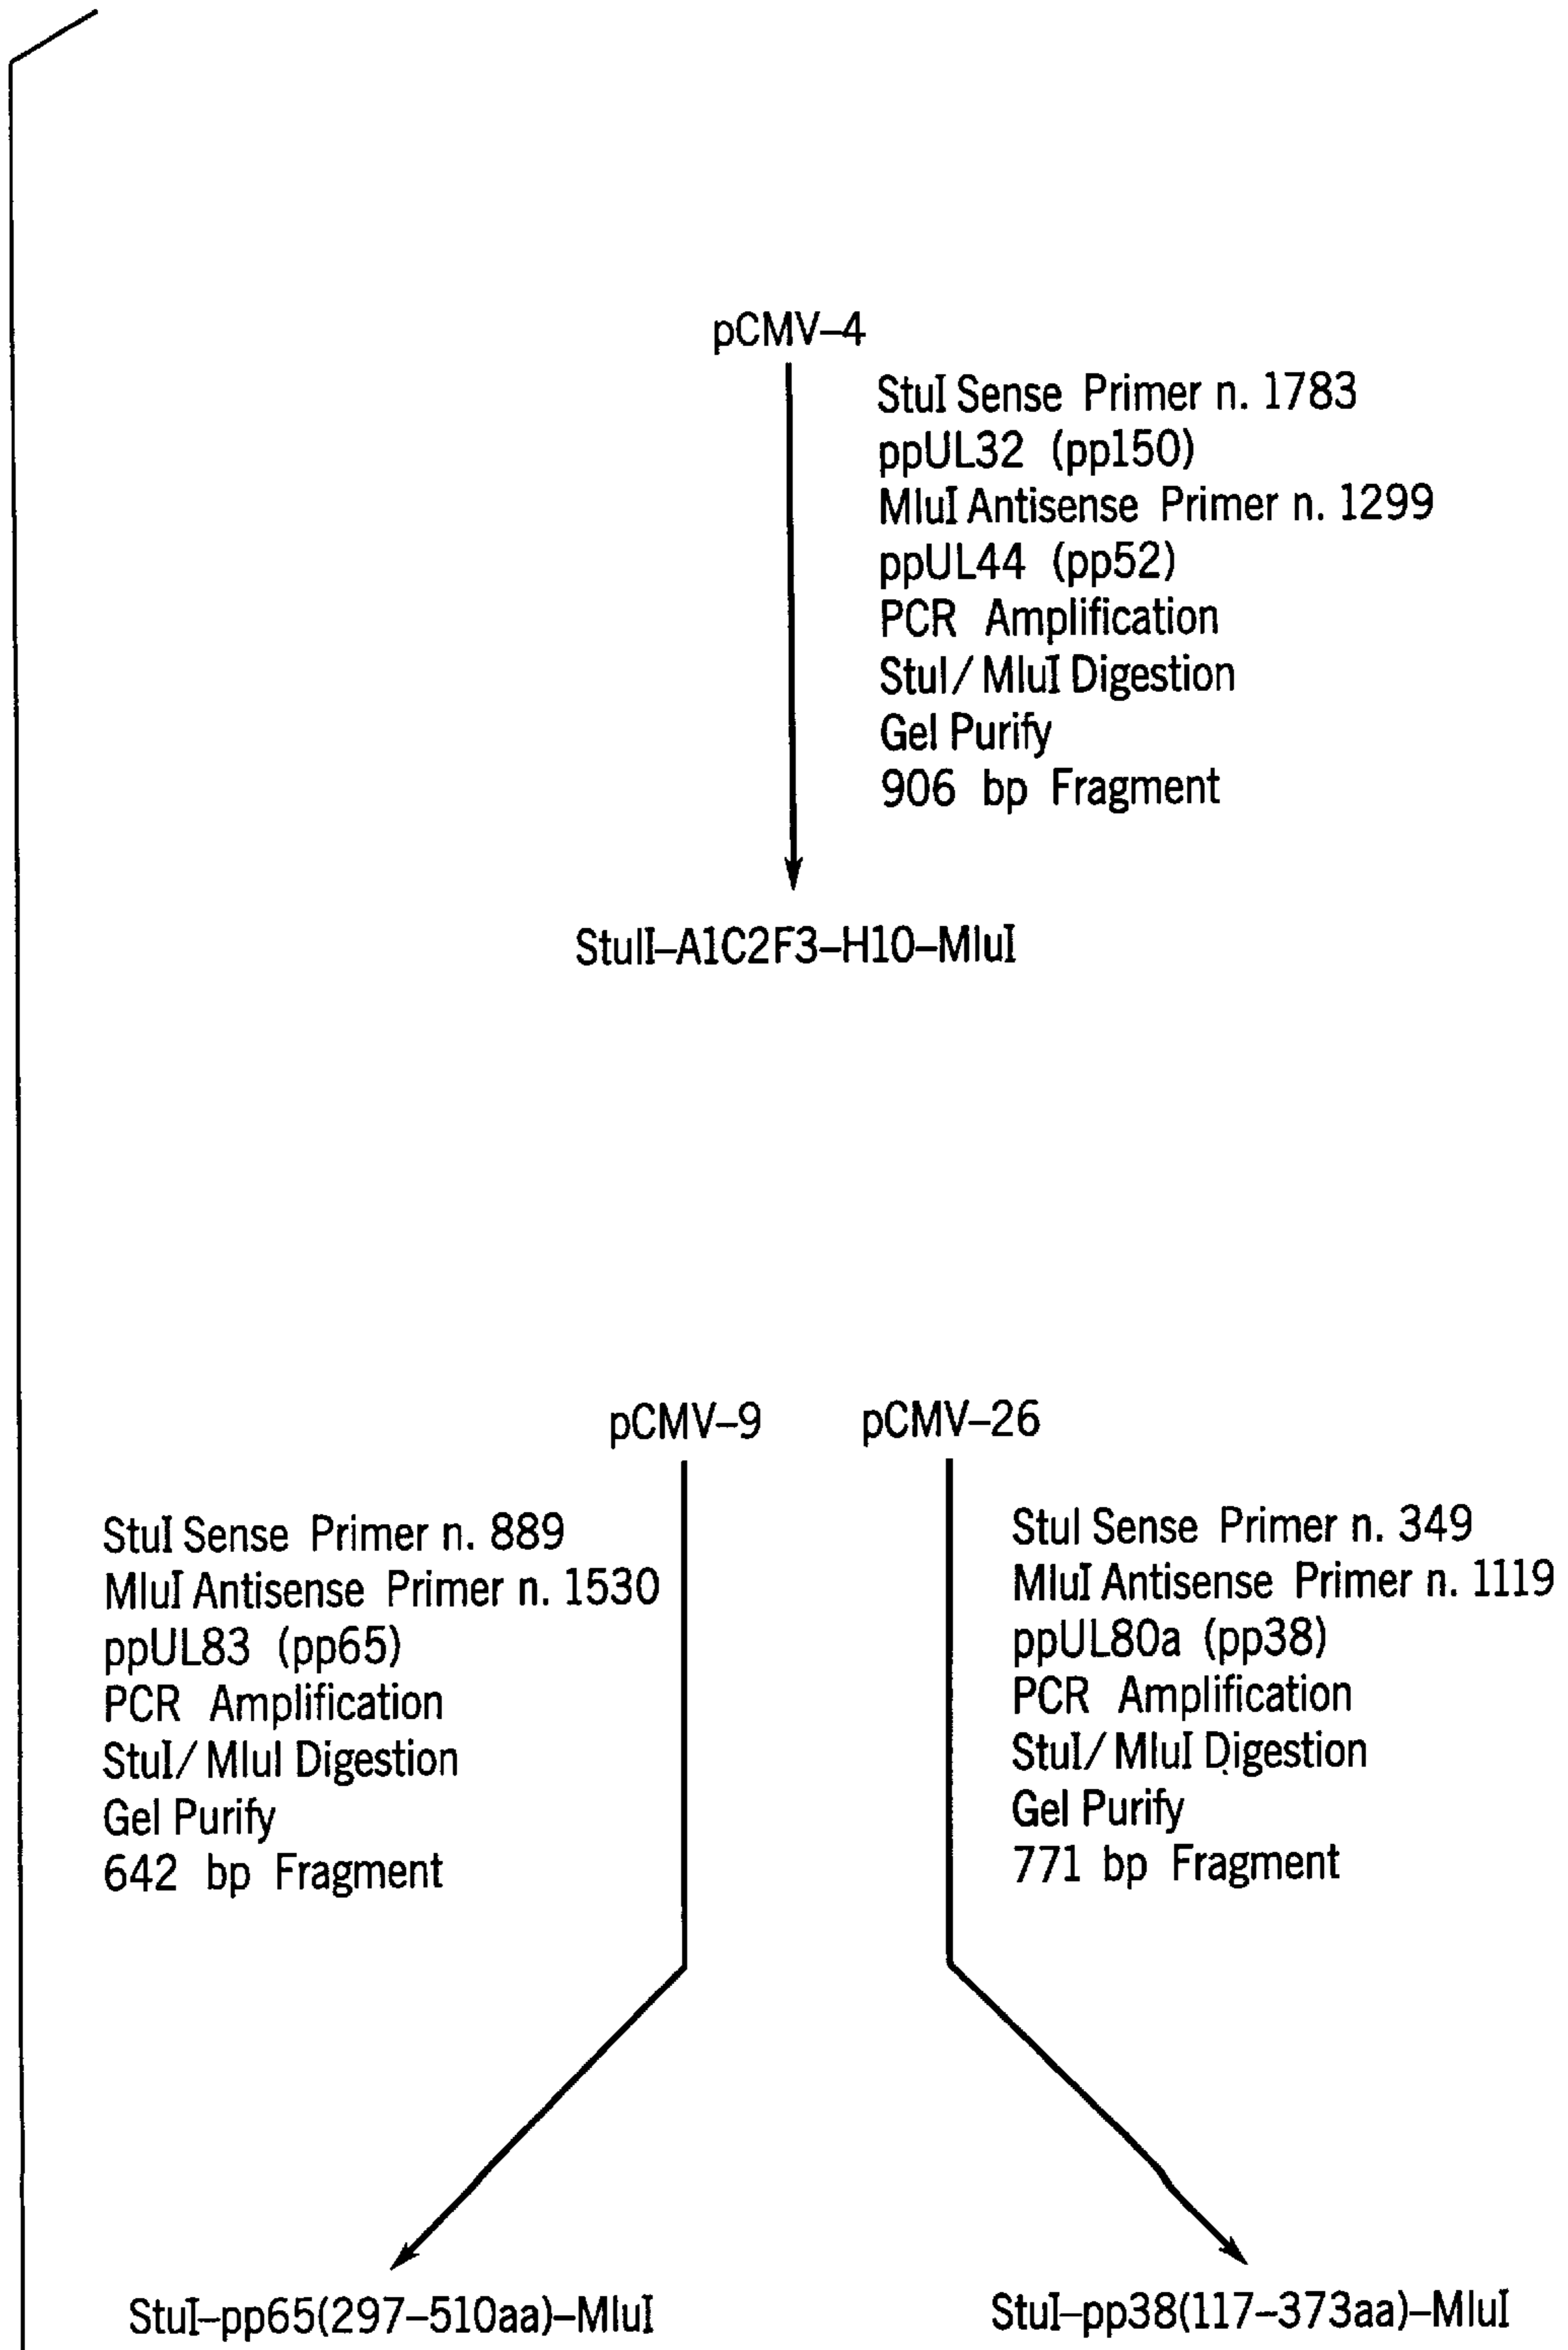 pCMV–4
StuI Sense Primer n. 1783
ppUL32 (pp150)
MluI Antisense Primer n. 1299
ppUL44 (pp52)
PCR Amplification
StuI/MluI Digestion
Gel Purify
906 bp Fragment
StuII–A1C2F3–H10–MluI
pCMV–9
pCMV–26
StuI Sense Primer n. 889
MluI Antisense Primer n. 1530
ppUL83 (pp65)
PCR Amplification
StuI/MluI Digestion
Gel Purify
642 bp Fragment
StuI Sense Primer n. 349
MluI Antisense Primer n. 1119
ppUL80a (pp38)
PCR Amplification
StuI/MluI Digestion
Gel Purify
771 bp Fragment
StuI–pp65(297–510aa)–MluI
StuI–pp38(117–373aa)–MluI